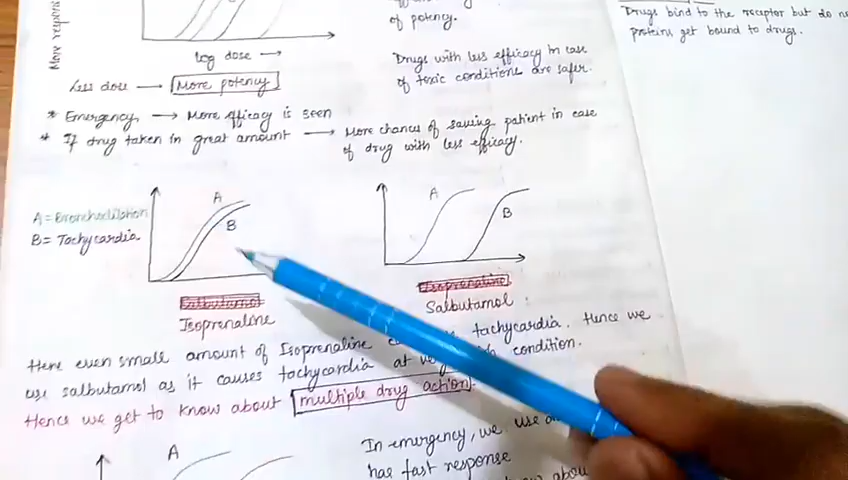 More
of potency.
log dose →
Less dose → More potency
Drugs with less efficacy in case
of toxic conditions are safer.
Drugs bind to the receptor but do
proteins get bound to drugs.
* Emergency → More efficacy is seen
* If drug taken in great amount → More chances of saving patient in case
of drug with less efficacy.
A = Bronchodilation
B = Tachycardia
A
B
Salbutamol
Isoprenaline
A
B
Isoprenaline
Salbutamol
Here even small amount of Isoprenaline tachycardia. Hence we
use salbutamol as it causes tachycardia at condition.
Hence we get to know about multiple drug action.
A
In emergency, we use
has fast response
about